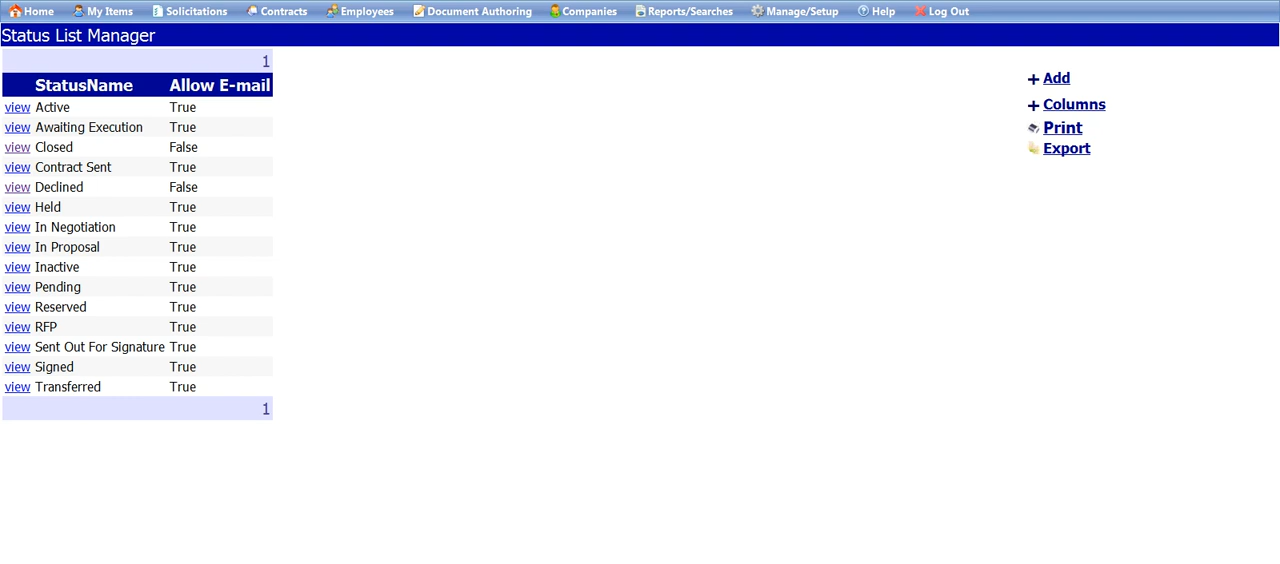 Home My Items Solicitations Contracts Employees Document Authoring Companies Reports/Searches Manage/Setup Help Log Out
Status List Manager
1
StatusName Allow E-mail
view Active True
view Awaiting Execution True
view Closed False
view Contract Sent True
view Declined False
view Held True
view In Negotiation True
view In Proposal True
view Inactive True
view Pending True
view Reserved True
view RFP True
view Sent Out For Signature True
view Signed True
view Transferred True
1
+ Add
+ Columns
Print
Export